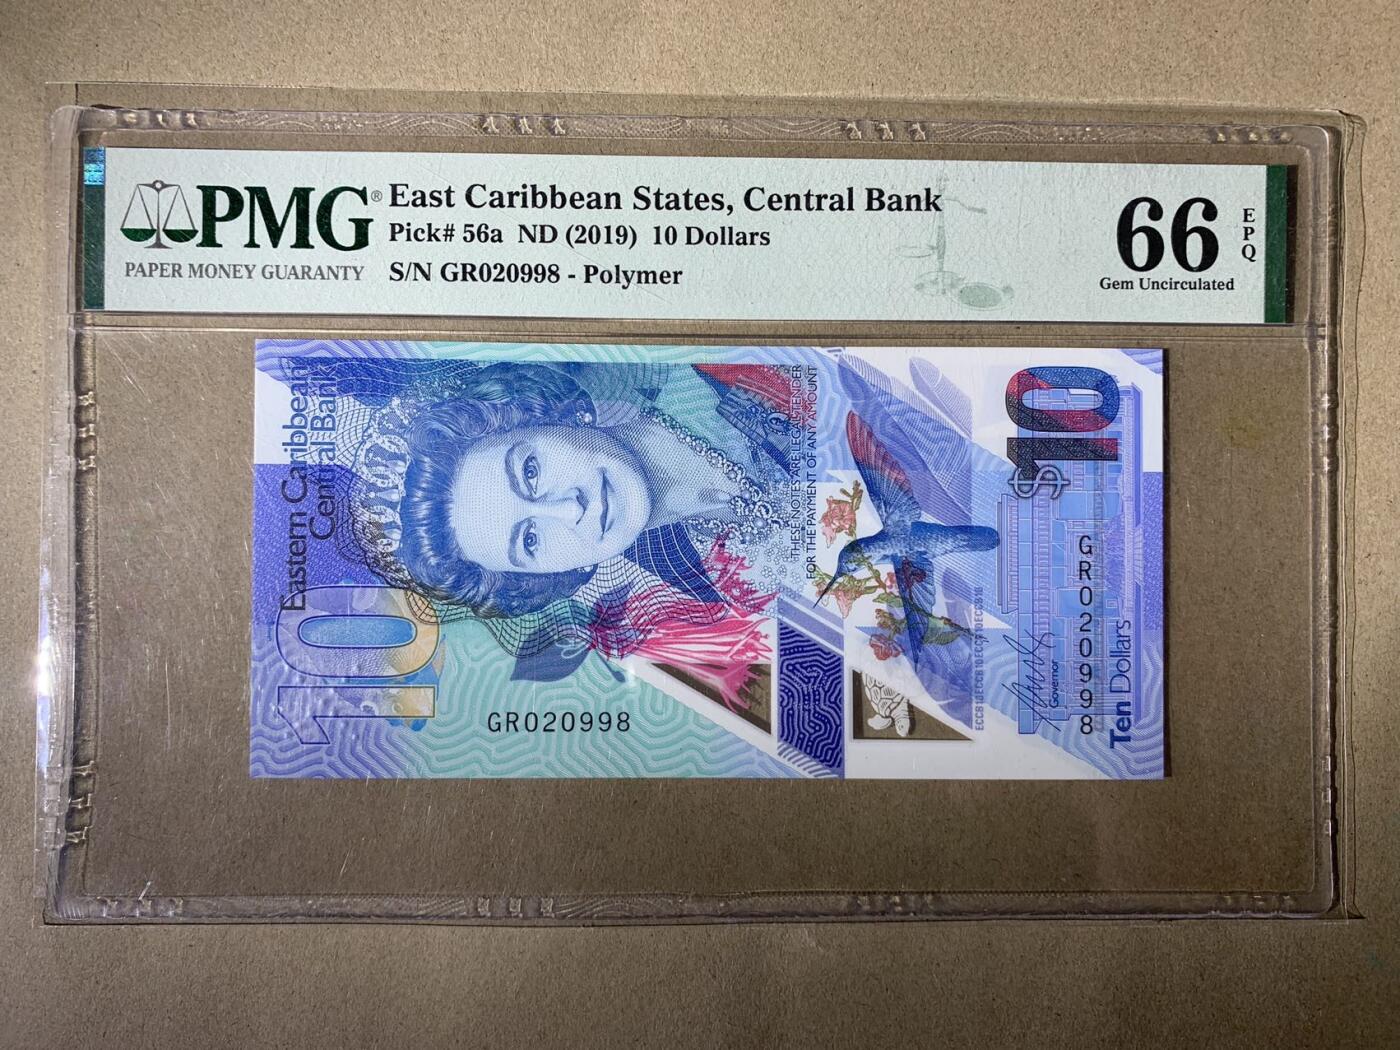 PMG®
PAPER MONEY GUARANTY
East Caribbean States, Central Bank
Pick# 56a ND (2019) 10 Dollars
S/N GR020998 - Polymer
66
EPQ
Gem Uncirculated
Eastern Caribbean
Central Bank
10
GR020998
THESE NOTES ARE LEGAL TENDER
FOR THE PAYMENT OF ANY AMOUNT
$10
GR020998
Governor
Ten Dollars